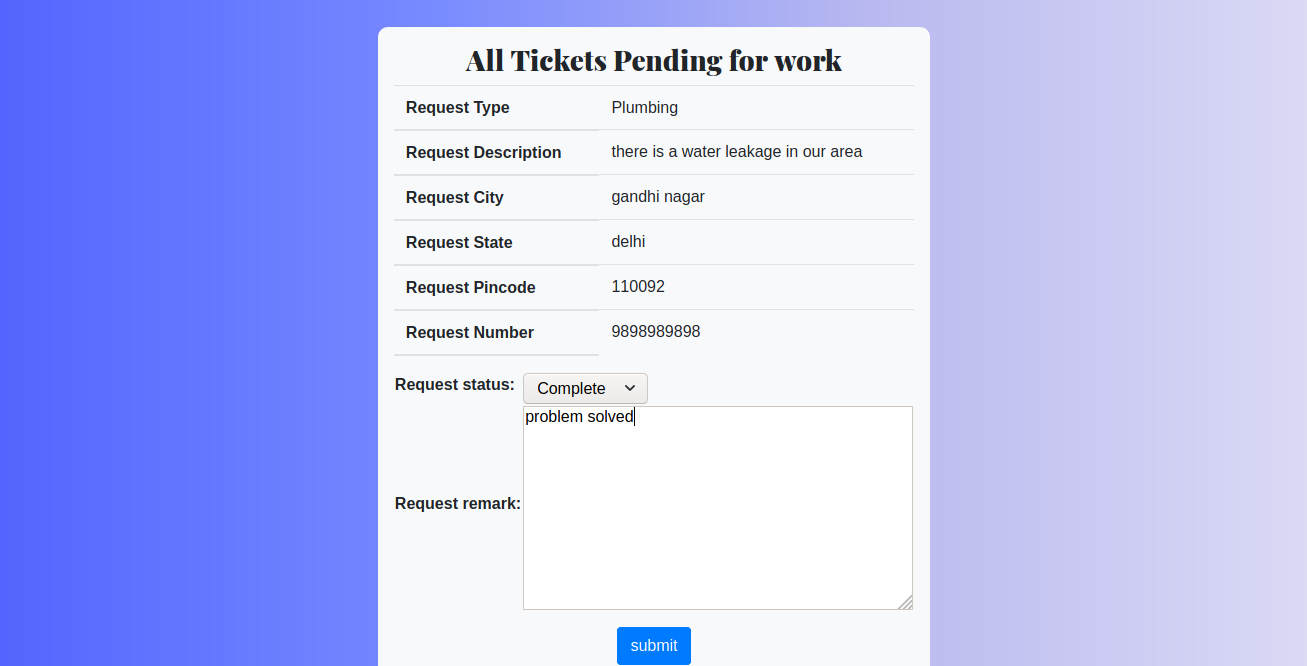 All Tickets Pending for work
Request Type Plumbing
Request Description there is a water leakage in our area
Request City gandhi nagar
Request State delhi
Request Pincode 110092
Request Number 9898989898
Request status: Complete
problem solved
Request remark:
submit